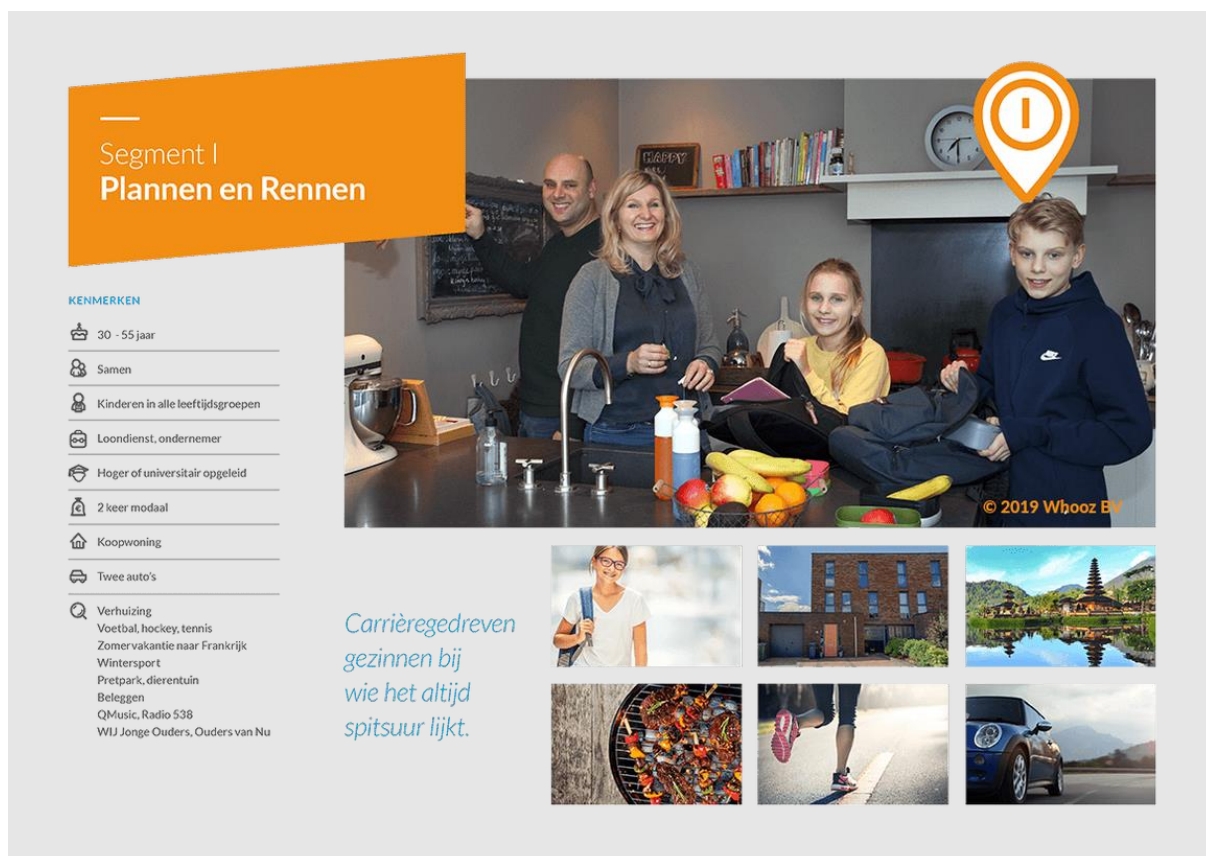 Segment I
Plannen en Rennen
I
HAPPY
© 2019 Whooz BV
KENMERKEN
30 - 55 jaar
Samen
Kinderen in alle leeftijdsgroepen
Loondienst, ondernemer
Hoger of universitair opgeleid
2 keer modaal
Koopwoning
Twee auto's
Verhuizing
Voetbal, hockey, tennis
Zomervakantie naar Frankrijk
Wintersport
Pretpark, dierentuin
Beleggen
QMusic, Radio 538
WIJ Jonge Ouders, Ouders van Nu
Carrièregedreven
gezinnen bij
wie het altijd
spitsuur lijkt.